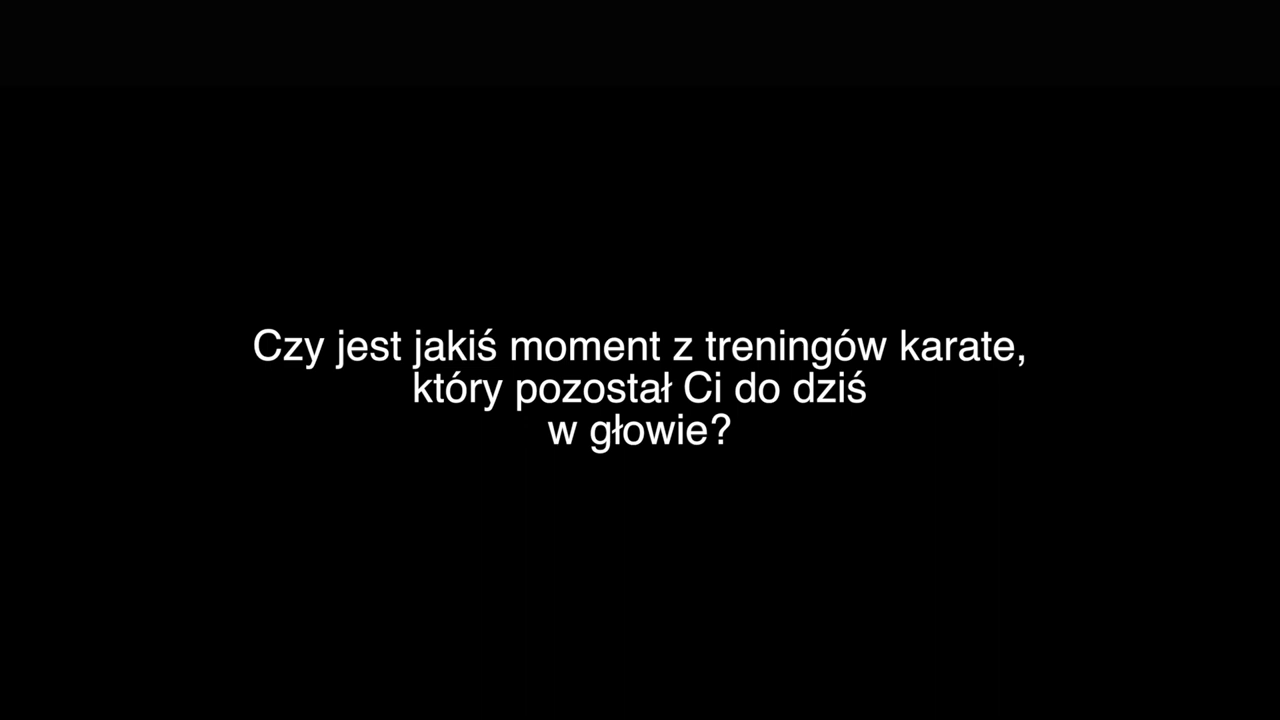 Czy jest jakiś moment z treningów karate,
który pozostał Ci do dziś
w głowie?